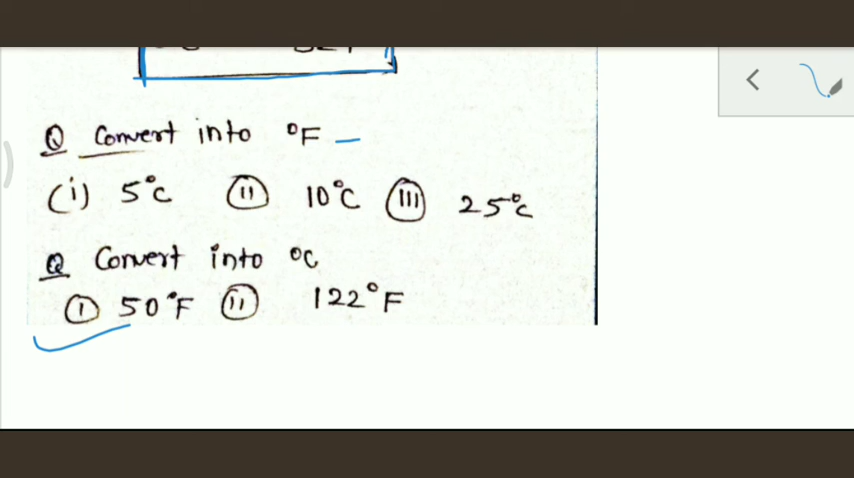 Q Convert into °F
(i) 5°C (ii) 10°C (iii) 25°C
Q Convert into °C
(i) 50°F (ii) 122°F